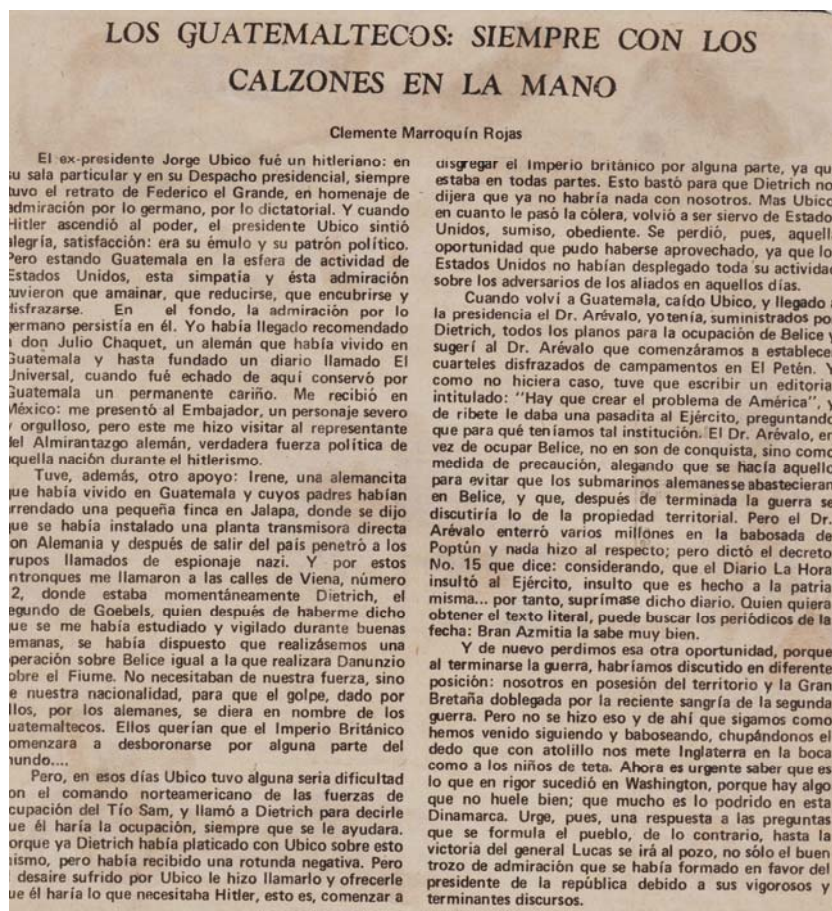 LOS GUATEMALTECOS: SIEMPRE CON LOS
CALZONES EN LA MANO
Clemente Marroquín Rojas
El ex-presidente Jorge Ubico fué un hitleriano: en
su sala particular y en su Despacho presidencial, siempre
tuvo el retrato de Federico el Grande, en homenaje de
admiración por lo germano, por lo dictatorial. Y cuando
Hitler ascendió al poder, el presidente Ubico sintió
alegría, satisfacción: era su émulo y su patrón político.
Pero estando Guatemala en la esfera de actividad de
Estados Unidos, esta simpatía y ésta admiración
tuvieron que amainar, que reducirse, que encubrirse y
disfrazarse. En el fondo, la admiración por lo
germano persistía en él. Yo había llegado recomendado
a don Julio Chaquet, un alemán que había vivido en
Guatemala y hasta fundado un diario llamado El
Universal, cuando fué echado de aquí conservó por
Guatemala un permanente cariño. Me recibió en
México: me presentó al Embajador, un personaje severo
y orgulloso, pero este me hizo visitar al representante
del Almirantazgo alemán, verdadera fuerza política de
aquella nación durante el hitlerismo.
Tuve, además, otro apoyo: Irene, una alemancita
que había vivido en Guatemala y cuyos padres habían
arrendado una pequeña finca en Jalapa, donde se dijo
que se había instalado una planta transmisora directa
con Alemania y después de salir del país penetró a los
grupos llamados de espionaje nazi. Y por estos
entronques me llamaron a las calles de Viena, número
2, donde estaba momentáneamente Dietrich, el
segundo de Goebels, quien después de haberme dicho
que se me había estudiado y vigilado durante buenas
semanas, se había dispuesto que realizásemos una
operación sobre Belice igual a la que realizara Danunzio
sobre el Fiume. No necesitaban de nuestra fuerza, sino
de nuestra nacionalidad, para que el golpe, dado por
ellos, por los alemanes, se diera en nombre de los
guatemaltecos. Ellos querían que el Imperio Británico
comenzara a desboronarse por alguna parte del
mundo....
Pero, en esos días Ubico tuvo alguna seria dificultad
con el comando norteamericano de las fuerzas de
ocupación del Tío Sam, y llamó a Dietrich para decirle
que él haría la ocupación, siempre que se le ayudara.
Porque ya Dietrich había platicado con Ubico sobre esto
mismo, pero había recibido una rotunda negativa. Pero
el desaire sufrido por Ubico le hizo llamarlo y ofrecerle
que él haría lo que necesitaha Hitler, esto es, comenzar a
disgregar el Imperio británico por alguna parte, ya que
estaba en todas partes. Esto bastó para que Dietrich nos
dijera que ya no habría nada con nosotros. Mas Ubico
en cuanto le pasó la cólera, volvió a ser siervo de Estados
Unidos, sumiso, obediente. Se perdió, pues, aquella
oportunidad que pudo haberse aprovechado, ya que los
Estados Unidos no habían desplegado toda su actividad
sobre los adversarios de los aliados en aquellos días.
Cuando volví a Guatemala, caído Ubico, y llegado a
la presidencia el Dr. Arévalo, yo tenía, suministrados por
Dietrich, todos los planos para la ocupación de Belice y
sugerí al Dr. Arévalo que comenzáramos a establecer
cuarteles disfrazados de campamentos en El Petén. Y
como no hiciera caso, tuve que escribir un editorial
intitulado: "Hay que crear el problema de América", y
de ribete le daba una pasadita al Ejército, preguntando
que para qué teníamos tal institución. El Dr. Arévalo, en
vez de ocupar Belice, no en son de conquista, sino como
medida de precaución, alegando que se hacía aquello
para evitar que los submarinos alemanes se abastecieran
en Belice, y que, después de terminada la guerra se
discutiría lo de la propiedad territorial. Pero el Dr.
Arévalo enterró varios millones en la babosada de
Poptún y nada hizo al respecto; pero dictó el decreto
No. 15 que dice: considerando, que el Diario La Hora
insultó al Ejército, insulto que es hecho a la patria
misma... por tanto, suprímase dicho diario. Quien quiera
obtener el texto literal, puede buscar los periódicos de la
fecha: Bran Azmitia la sabe muy bien.
Y de nuevo perdimos esa otra oportunidad, porque
al terminarse la guerra, habríamos discutido en diferente
posición: nosotros en posesión del territorio y la Gran
Bretaña doblegada por la reciente sangría de la segunda
guerra. Pero no se hizo eso y de ahí que sigamos como
hemos venido siguiendo y baboseando, chupándonos el
dedo que con atolillo nos mete Inglaterra en la boca
como a los niños de teta. Ahora es urgente saber que es
lo que en rigor sucedió en Washington, porque hay algo
que no huele bien; que mucho es lo podrido en esta
Dinamarca. Urge, pues, una respuesta a las preguntas
que se formula el pueblo, de lo contrario, hasta la
victoria del general Lucas se irá al pozo, no sólo el buen
trozo de admiración que se había formado en favor del
presidente de la república debido a sus vigorosos y
terminantes discursos.